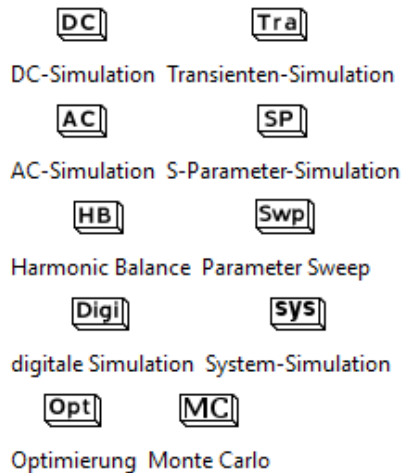 DC Tra
DC-Simulation Transienten-Simulation
AC SP
AC-Simulation S-Parameter-Simulation
HB Swp
Harmonic Balance Parameter Sweep
Digi sys
digitale Simulation System-Simulation
Opt MC
Optimierung Monte Carlo